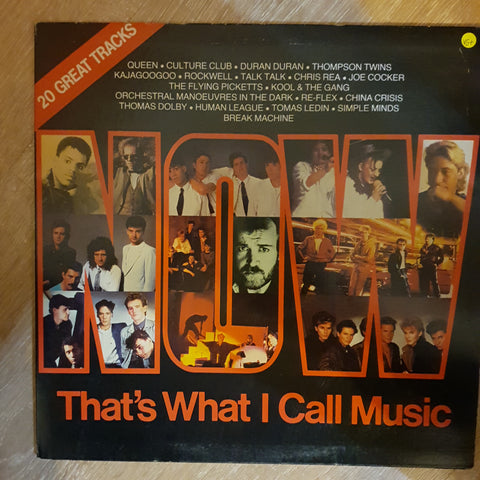 20 GREAT TRACKS
QUEEN • CULTURE CLUB • DURAN DURAN • THOMPSON TWINS
KAJAGOOGOO • ROCKWELL • TALK TALK • CHRIS REA • JOE COCKER
THE FLYING PICKETTS • KOOL & THE GANG
ORCHESTRAL MANOEUVRES IN THE DARK • RE-FLEX • CHINA CRISIS
THOMAS DOLBY • HUMAN LEAGUE • TOMAS LEDIN • SIMPLE MINDS
BREAK MACHINE
NOW
That's What I Call Music